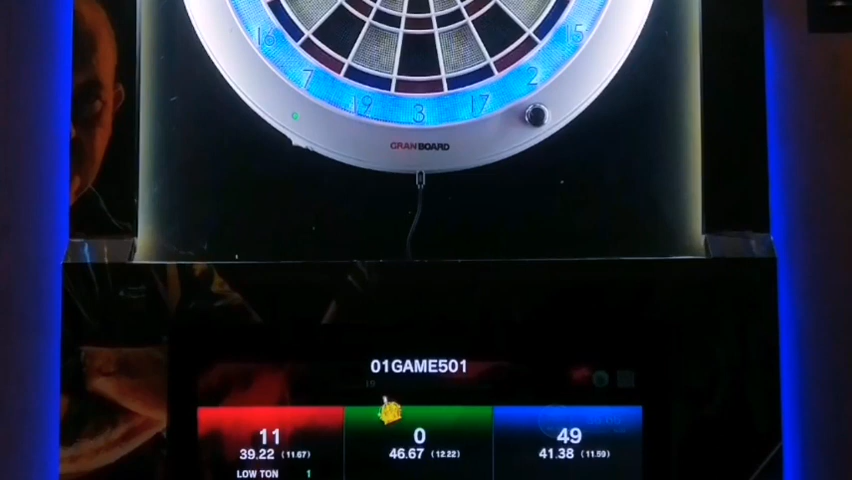 16 7 19 3 17 2 15
GRANBOARD
01GAME501
11 0 49
39.22 (11.67) 46.67 (12.22) 41.38 (11.59)
LOW TON 1